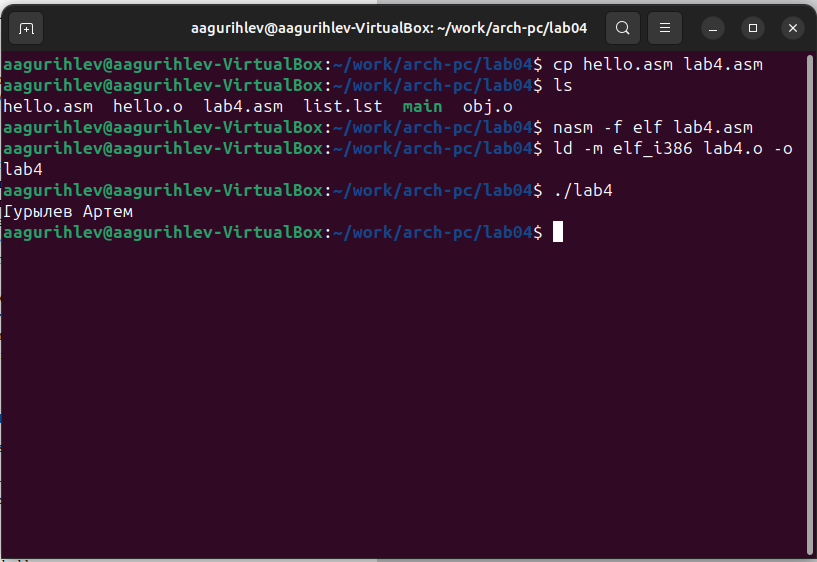 aagurihlev@aagurihlev-VirtualBox: ~/work/arch-pc/lab04
aagurihlev@aagurihlev-VirtualBox:~/work/arch-pc/lab04$ cp hello.asm lab4.asm
aagurihlev@aagurihlev-VirtualBox:~/work/arch-pc/lab04$ ls
hello.asm  hello.o  lab4.asm  list.lst  main  obj.o
aagurihlev@aagurihlev-VirtualBox:~/work/arch-pc/lab04$ nasm -f elf lab4.asm
aagurihlev@aagurihlev-VirtualBox:~/work/arch-pc/lab04$ ld -m elf_i386 lab4.o -o
lab4
aagurihlev@aagurihlev-VirtualBox:~/work/arch-pc/lab04$ ./lab4
Гурылев Артем
aagurihlev@aagurihlev-VirtualBox:~/work/arch-pc/lab04$